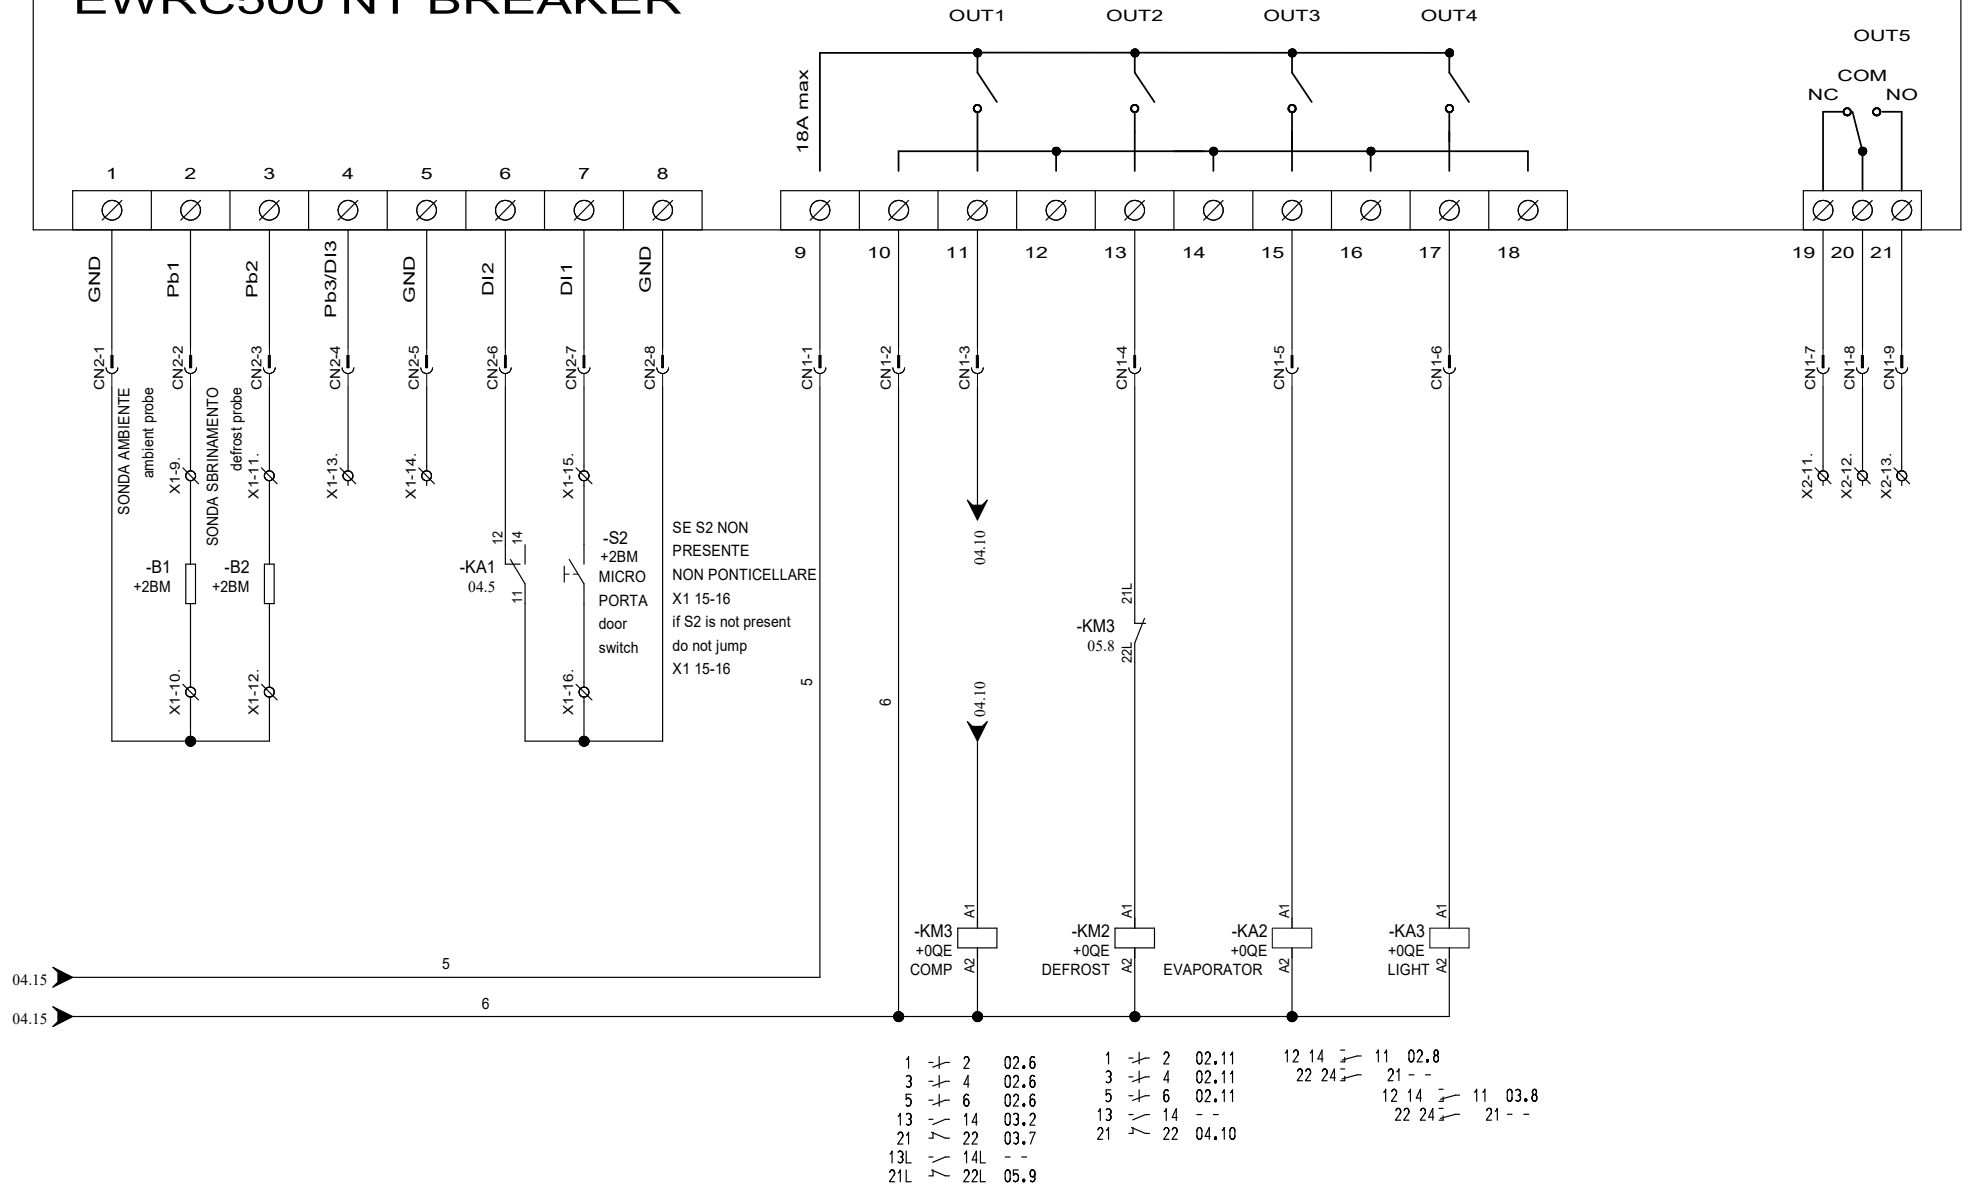 EWRC500 NT BREAKER
OUT1 OUT2 OUT3 OUT4
OUT5
COM
NC NO
18A max
1 2 3 4 5 6 7 8
9 10 11 12 13 14 15 16 17 18
19 20 21
GND Pb1 Pb2 Pb3/DI3 GND DI2 DI1 GND
CN2-1 CN2-2 CN2-3 CN2-4 CN2-5 CN2-6 CN2-7 CN2-8
CN1-1 CN1-2 CN1-3 CN1-4 CN1-5 CN1-6
CN1-7 CN1-8 CN1-9
SONDA AMBIENTE
ambient probe
SONDA SBRINAMENTO
defrost probe
X1-9. X1-11. X1-13. X1-14. X1-15.
X2-11. X2-12. X2-13.
-B1
+2BM
-B2
+2BM
12 14
-KA1
04.5
11
-S2
+2BM
MICRO
PORTA
door
switch
SE S2 NON
PRESENTE
NON PONTICELLARE
X1 15-16
if S2 is not present
do not jump
X1 15-16
X1-10. X1-12. X1-16.
5
6
04.10
04.10
21L
-KM3
05.8
22L
A1
-KM3
+0QE
COMP
A2
A1
-KM2
+0QE
DEFROST
A2
A1
-KA2
+0QE
EVAPORATOR
A2
A1
-KA3
+0QE
LIGHT
A2
04.15 5
04.15 6
1 2 02.6
3 4 02.6
5 6 02.6
13 14 03.2
21 22 03.7
13L 14L - -
21L 22L 05.9
1 2 02.11
3 4 02.11
5 6 02.11
13 14 - -
21 22 04.10
12 14 11 02.8
22 24 21 - -
12 14 11 03.8
22 24 21 - -